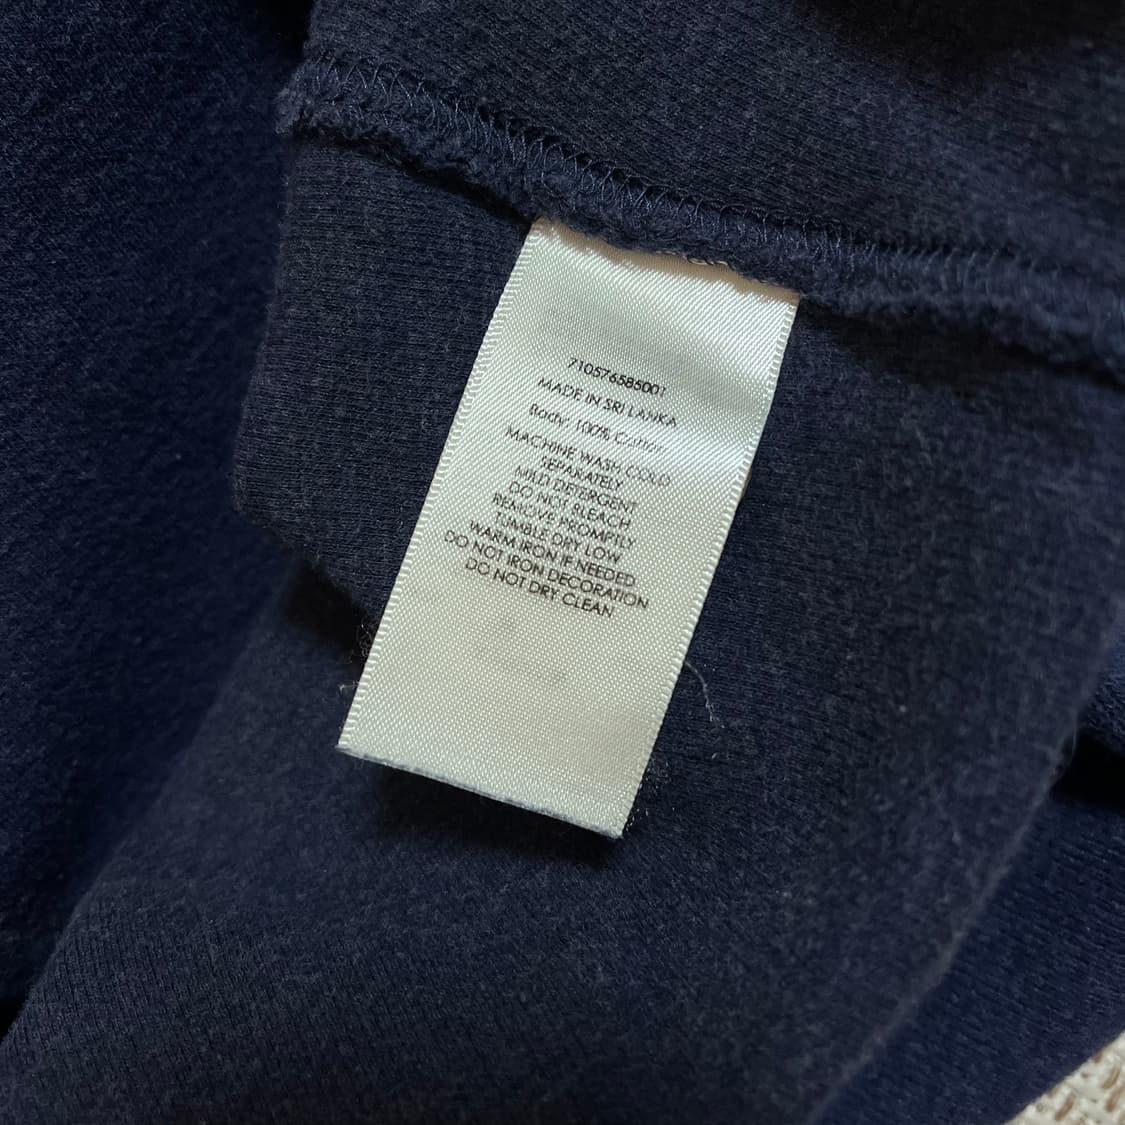 710576585001
MADE IN SRI LANKA
Body: 100% Cotton
MACHINE WASH COLD
SEPARATELY
MILD DETERGENT
DO NOT BLEACH
REMOVE PROMPTLY
TUMBLE DRY LOW
WARM IRON IF NEEDED
DO NOT IRON DECORATION
DO NOT DRY CLEAN